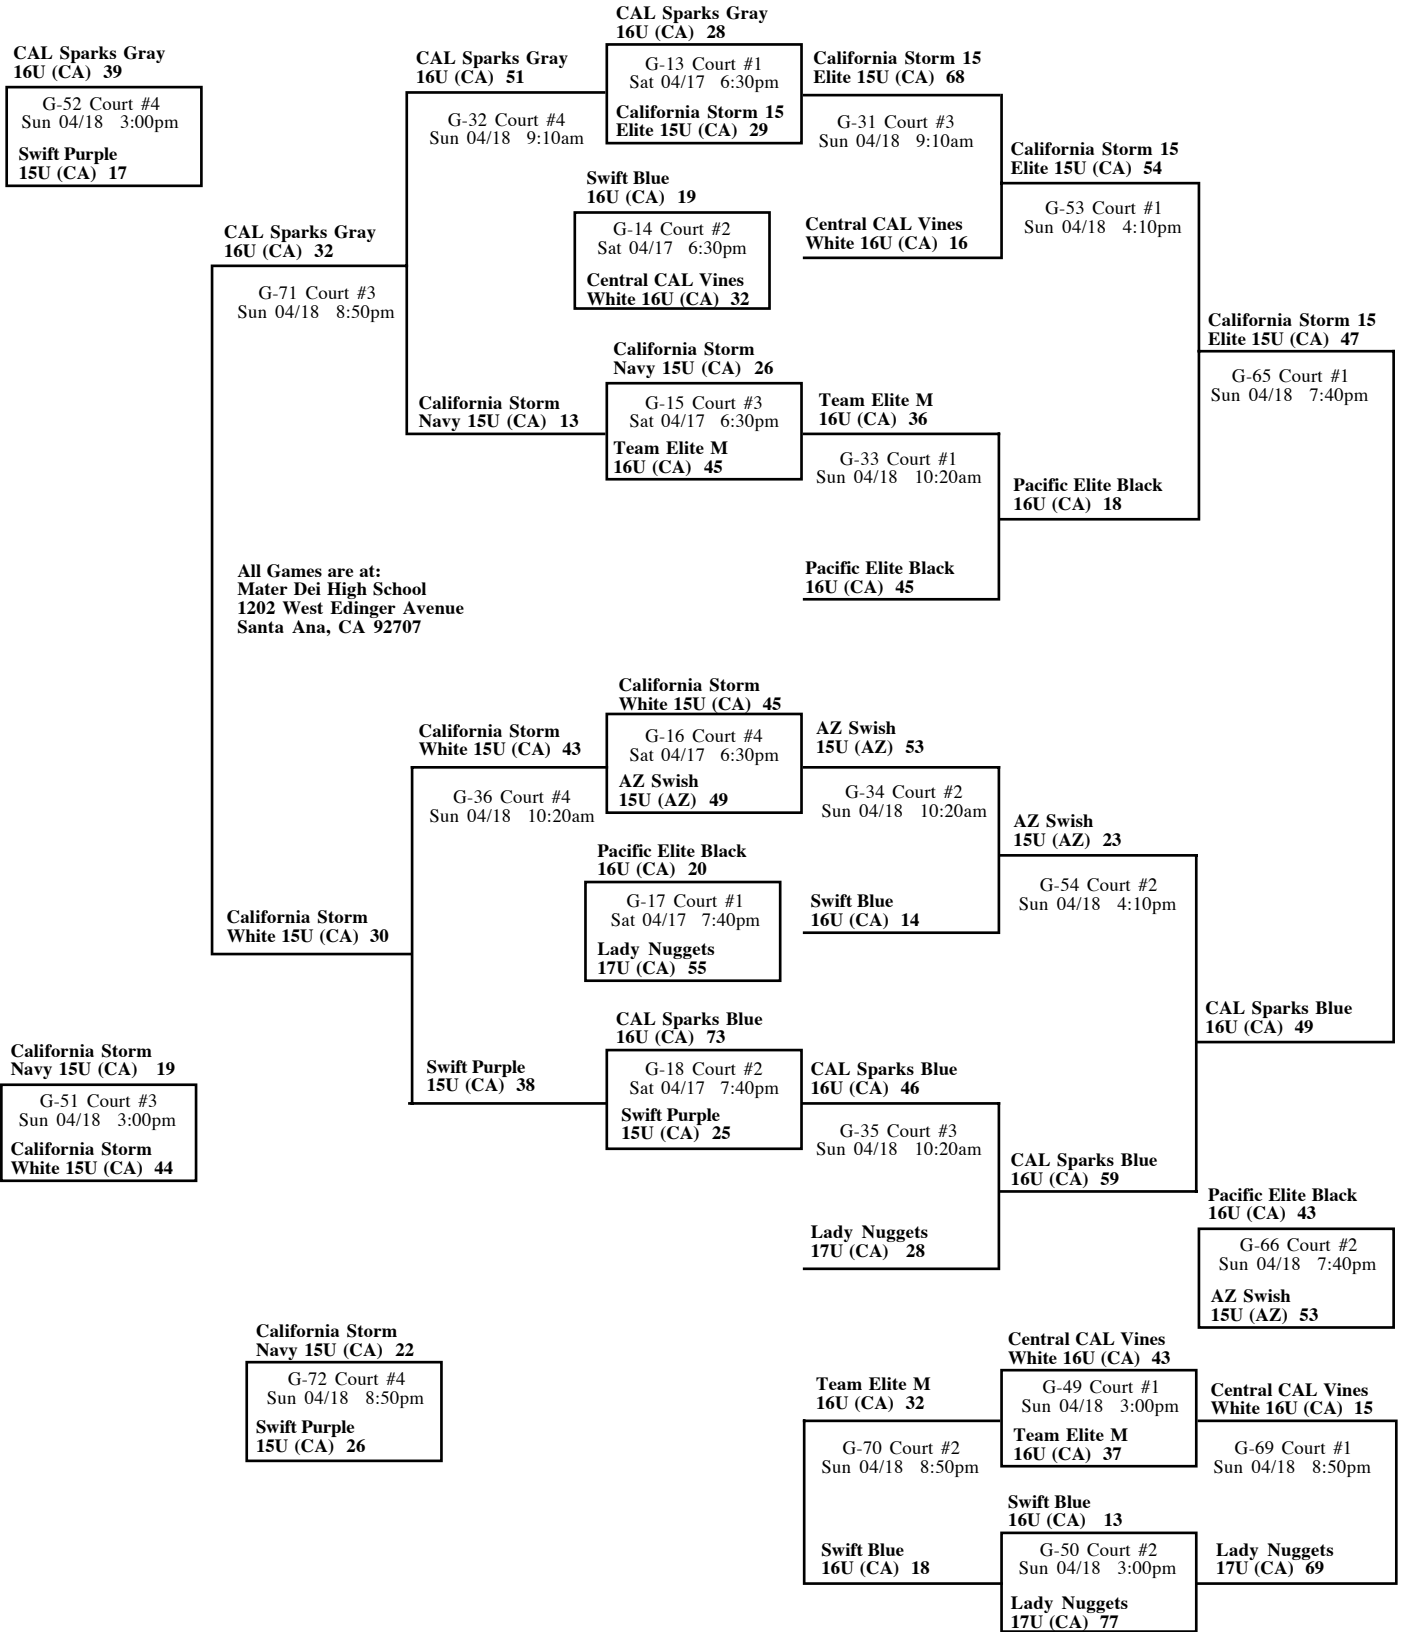 CAL Sparks Gray
16U (CA) 39
G-52 Court #4
Sun 04/18 3:00pm
Swift Purple
15U (CA) 17
CAL Sparks Gray
16U (CA) 32
G-71 Court #3
Sun 04/18 8:50pm
California Storm
White 15U (CA) 30
All Games are at:
Mater Dei High School
1202 West Edinger Avenue
Santa Ana, CA 92707
California Storm
Navy 15U (CA) 19
G-51 Court #3
Sun 04/18 3:00pm
California Storm
White 15U (CA) 44
California Storm
Navy 15U (CA) 22
G-72 Court #4
Sun 04/18 8:50pm
Swift Purple
15U (CA) 26
CAL Sparks Gray
16U (CA) 51
G-32 Court #4
Sun 04/18 9:10am
California Storm
Navy 15U (CA) 13
California Storm
White 15U (CA) 43
G-36 Court #4
Sun 04/18 10:20am
Swift Purple
15U (CA) 38
CAL Sparks Gray
16U (CA) 28
G-13 Court #1
Sat 04/17 6:30pm
California Storm 15
Elite 15U (CA) 29
Swift Blue
16U (CA) 19
G-14 Court #2
Sat 04/17 6:30pm
Central CAL Vines
White 16U (CA) 32
California Storm
Navy 15U (CA) 26
G-15 Court #3
Sat 04/17 6:30pm
Team Elite M
16U (CA) 45
California Storm
White 15U (CA) 45
G-16 Court #4
Sat 04/17 6:30pm
AZ Swish
15U (AZ) 49
Pacific Elite Black
16U (CA) 20
G-17 Court #1
Sat 04/17 7:40pm
Lady Nuggets
17U (CA) 55
CAL Sparks Blue
16U (CA) 73
G-18 Court #2
Sat 04/17 7:40pm
Swift Purple
15U (CA) 25
California Storm 15
Elite 15U (CA) 68
G-31 Court #3
Sun 04/18 9:10am
Central CAL Vines
White 16U (CA) 16
Team Elite M
16U (CA) 36
G-33 Court #1
Sun 04/18 10:20am
Pacific Elite Black
16U (CA) 45
AZ Swish
15U (AZ) 53
G-34 Court #2
Sun 04/18 10:20am
Swift Blue
16U (CA) 14
CAL Sparks Blue
16U (CA) 46
G-35 Court #3
Sun 04/18 10:20am
Lady Nuggets
17U (CA) 28
California Storm 15
Elite 15U (CA) 54
G-53 Court #1
Sun 04/18 4:10pm
Pacific Elite Black
16U (CA) 18
AZ Swish
15U (AZ) 23
G-54 Court #2
Sun 04/18 4:10pm
CAL Sparks Blue
16U (CA) 59
California Storm 15
Elite 15U (CA) 47
G-65 Court #1
Sun 04/18 7:40pm
CAL Sparks Blue
16U (CA) 49
Pacific Elite Black
16U (CA) 43
G-66 Court #2
Sun 04/18 7:40pm
AZ Swish
15U (AZ) 53
Team Elite M
16U (CA) 32
G-70 Court #2
Sun 04/18 8:50pm
Swift Blue
16U (CA) 18
Central CAL Vines
White 16U (CA) 43
G-49 Court #1
Sun 04/18 3:00pm
Team Elite M
16U (CA) 37
Swift Blue
16U (CA) 13
G-50 Court #2
Sun 04/18 3:00pm
Lady Nuggets
17U (CA) 77
Central CAL Vines
White 16U (CA) 15
G-69 Court #1
Sun 04/18 8:50pm
Lady Nuggets
17U (CA) 69